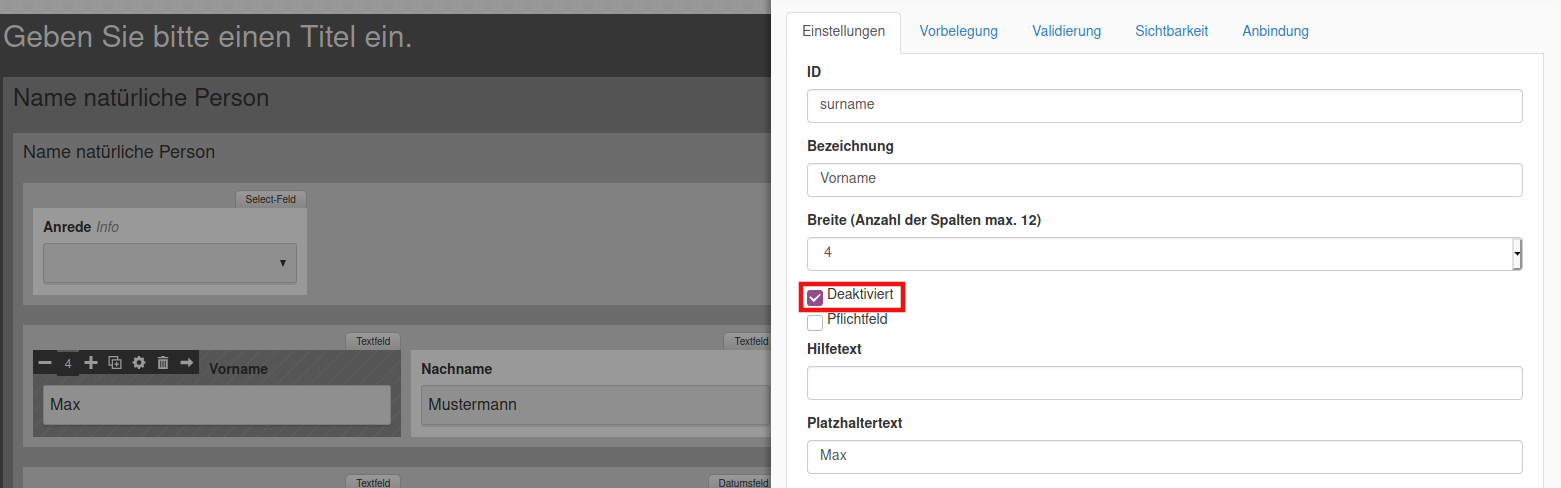 Geben Sie bitte einen Titel ein.
Name natürliche Person
Name natürliche Person
Select-Feld
Anrede Info
Textfeld
Textfeld
4
Vorname
Nachname
Max
Mustermann
Textfeld
Datumsfeld
Einstellungen Vorbelegung Validierung Sichtbarkeit Anbindung
ID
surname
Bezeichnung
Vorname
Breite (Anzahl der Spalten max. 12)
4
Deaktiviert
Pflichtfeld
Hilfetext
Platzhaltertext
Max